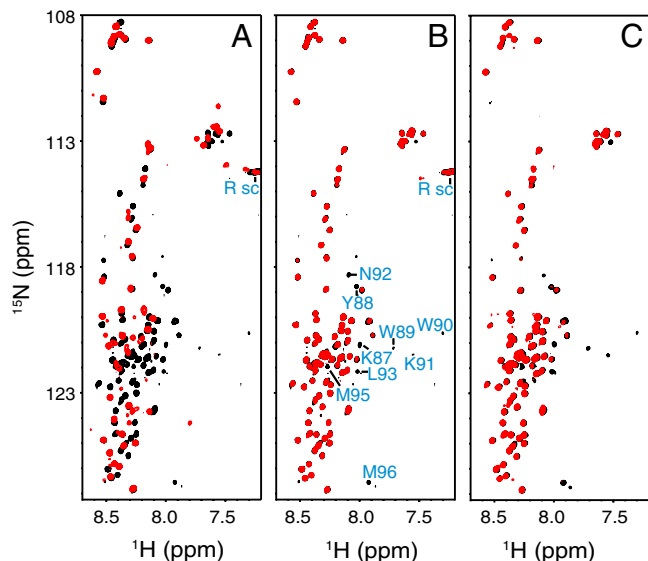 A
B
C
108
113
118
123
¹⁵N (ppm)
R sc
R sc
N92
Y88
W89
W90
K87
K91
L93
M95
M96
8.5 8.0 7.5
8.5 8.0 7.5
8.5 8.0 7.5
¹H (ppm)
¹H (ppm)
¹H (ppm)